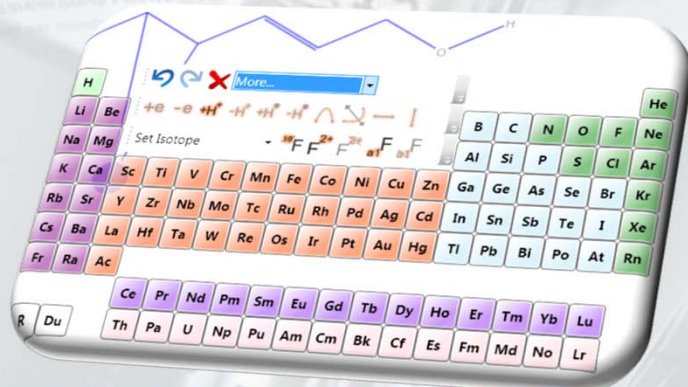 H
O
More...
+e -e +H• -H• +H• -H•
Set Isotope
H He
Li Be B C N O F Ne
Na Mg Al Si P S Cl Ar
K Ca Sc Ti V Cr Mn Fe Co Ni Cu Zn Ga Ge As Se Br Kr
Rb Sr Y Zr Nb Mo Tc Ru Rh Pd Ag Cd In Sn Sb Te I Xe
Cs Ba La Hf Ta W Re Os Ir Pt Au Hg Tl Pb Bi Po At Rn
Fr Ra Ac
Ce Pr Nd Pm Sm Eu Gd Tb Dy Ho Er Tm Yb Lu
R Du Th Pa U Np Pu Am Cm Bk Cf Es Fm Md No Lr